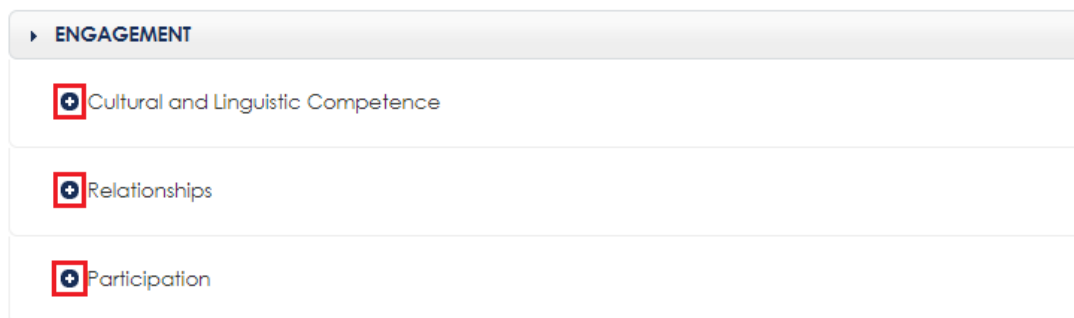 ENGAGEMENT
Cultural and Linguistic Competence
Relationships
Participation